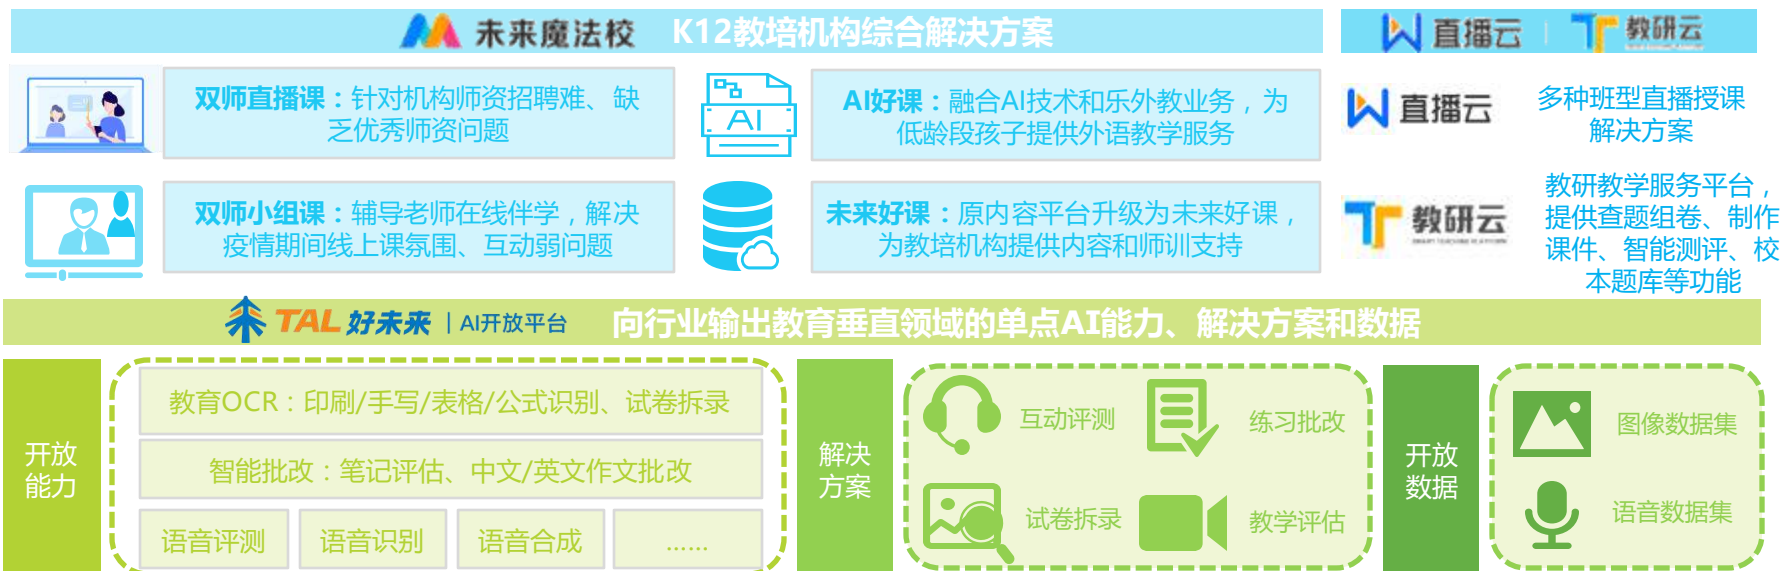 未来魔法校 K12教培机构综合解决方案
直播云 | 教研云
双师直播课：针对机构师资招聘难、缺
乏优秀师资问题
AI
AI好课：融合AI技术和乐外教业务，为
低龄段孩子提供外语教学服务
直播云
多种班型直播授课
解决方案
双师小组课：辅导老师在线伴学，解决
疫情期间线上课氛围、互动弱问题
未来好课：原内容平台升级为未来好课，
为教培机构提供内容和师训支持
教研云
教研教学服务平台，
提供查题组卷、制作
课件、智能测评、校
本题库等功能
TAL 好未来 | AI开放平台 向行业输出教育垂直领域的单点AI能力、解决方案和数据
开放
能力
教育OCR：印刷/手写/表格/公式识别、试卷拆录
智能批改：笔记评估、中文/英文作文批改
语音评测 语音识别 语音合成 ……
解决
方案
互动评测 练习批改
试卷拆录 教学评估
开放
数据
图像数据集
语音数据集